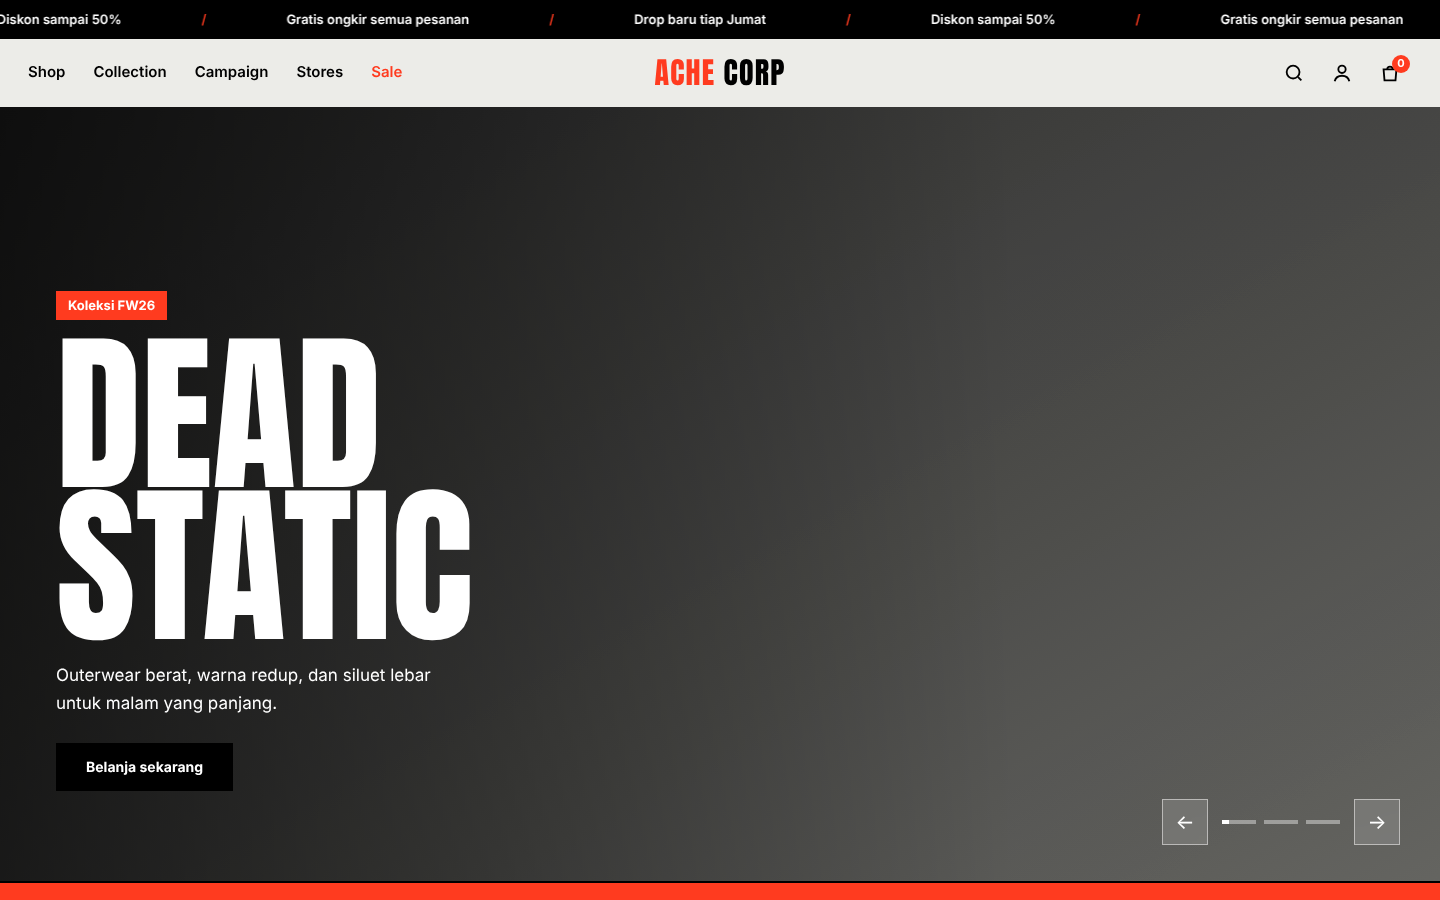 Diskon sampai 50% / Gratis ongkir semua pesanan / Drop baru tiap Jumat / Diskon sampai 50% / Gratis ongkir semua pesanan
Shop Collection Campaign Stores Sale ACHE CORP 0
Koleksi FW26
DEAD
STATIC
Outerwear berat, warna redup, dan siluet lebar
untuk malam yang panjang.
Belanja sekarang